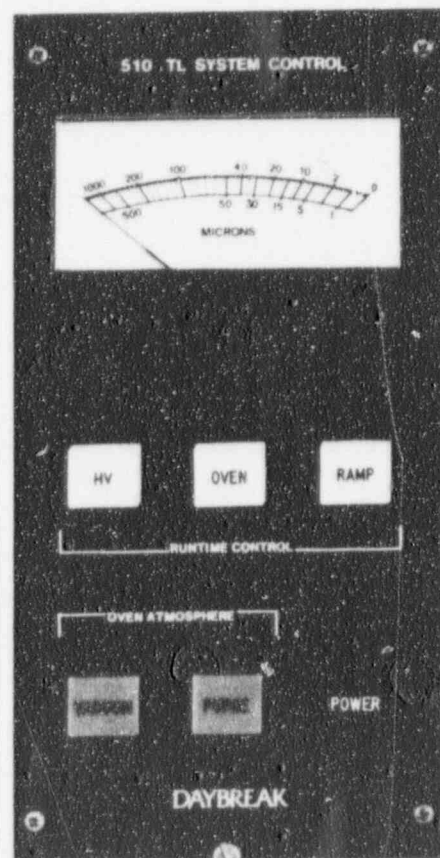 510 TL SYSTEM CONTROL
1000 200 100 40 20 10 2 0
500 50 30 15 5 1
MICRONS
HV OVEN RAMP
RUNTIME CONTROL
OVEN ATMOSPHERE
VACUUM PURGE POWER
DAYBREAK